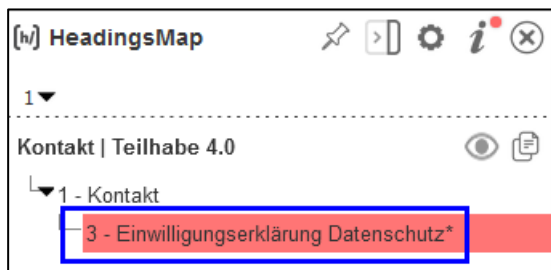 [h/] HeadingsMap
1
Kontakt | Teilhabe 4.0
1 - Kontakt
3 - Einwilligungserklärung Datenschutz*